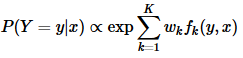 P(Y = y|x) ∝ exp ∑_{k=1}^{K} w_k f_k(y, x)